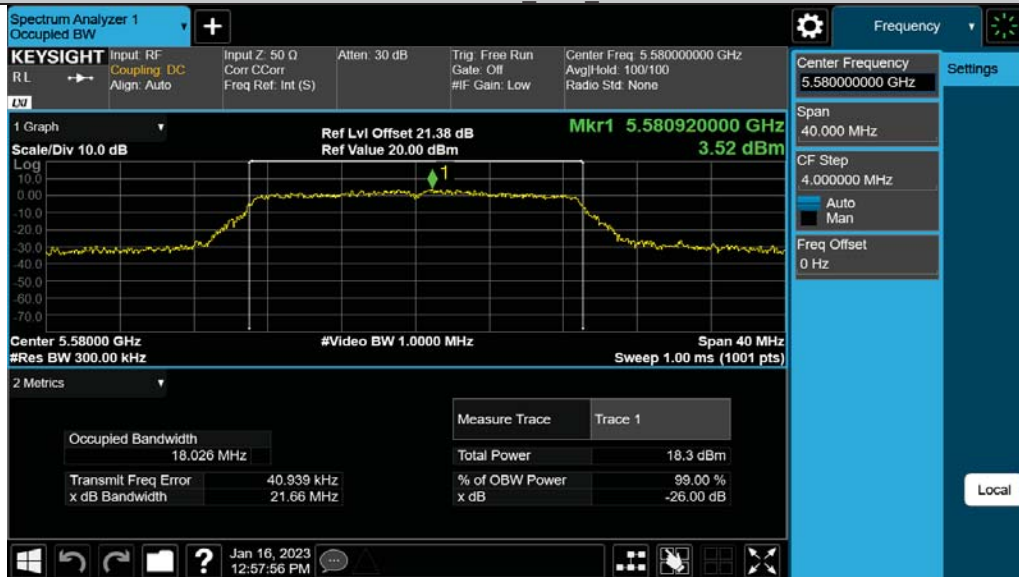 Spectrum Analyzer 1
Occupied BW
Frequency
KEYSIGHT
RL
LXI
Input: RF
Coupling: DC
Align: Auto
Input Z: 50 Ω
Corr CCorr
Freq Ref: Int (S)
Atten: 30 dB
Trig: Free Run
Gate: Off
#IF Gain: Low
Center Freq: 5.580000000 GHz
Avg|Hold: 100/100
Radio Std: None
Center Frequency
5.580000000 GHz
Settings
Span
40.000 MHz
CF Step
4.000000 MHz
Auto
Man
Freq Offset
0 Hz
Local
1 Graph
Scale/Div 10.0 dB
Ref Lvl Offset 21.38 dB
Ref Value 20.00 dBm
Mkr1 5.580920000 GHz
3.52 dBm
Log
10.0
0.00
-10.0
-20.0
-30.0
-40.0
-50.0
-60.0
-70.0
1
Center 5.58000 GHz
#Video BW 1.0000 MHz
Span 40 MHz
#Res BW 300.00 kHz
Sweep 1.00 ms (1001 pts)
2 Metrics
Measure Trace Trace 1
Occupied Bandwidth
18.026 MHz
Total Power 18.3 dBm
Transmit Freq Error 40.939 kHz
% of OBW Power 99.00 %
x dB Bandwidth 21.66 MHz
x dB -26.00 dB
?
Jan 16, 2023
12:57:56 PM